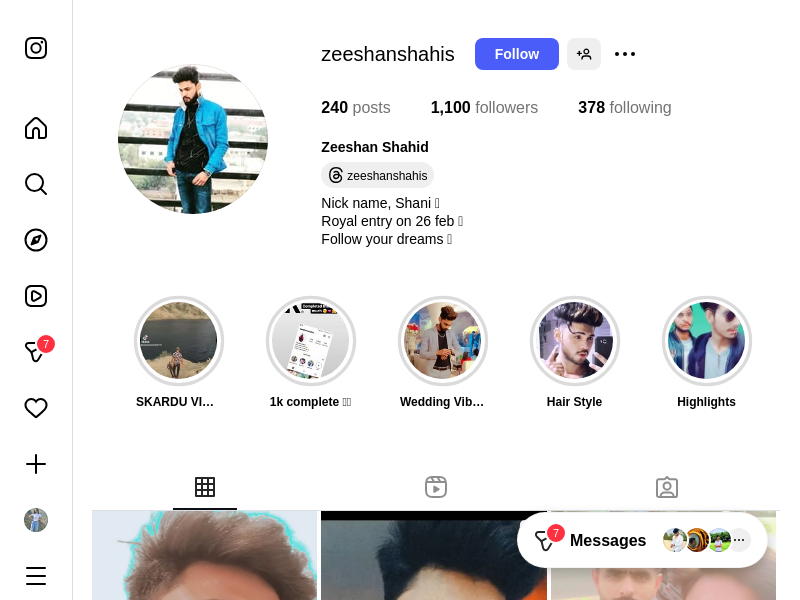 zeeshanshahis
Follow
240 posts
1,100 followers
378 following
Zeeshan Shahid
zeeshanshahis
Nick name, Shani
Royal entry on 26 feb
Follow your dreams
SKARDU VI...
1k complete
Wedding Vib...
Hair Style
Highlights
7
7
Messages